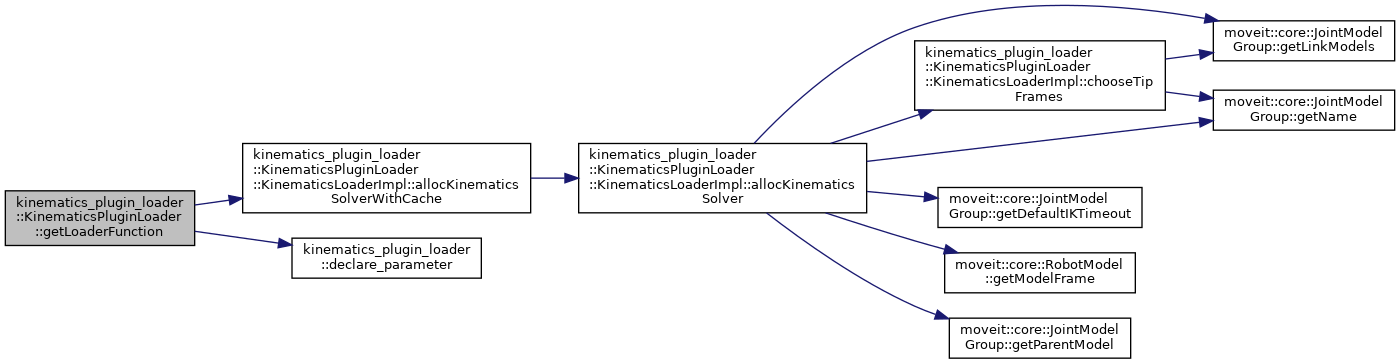 kinematics_plugin_loader
::KinematicsPluginLoader
::getLoaderFunction
kinematics_plugin_loader
::KinematicsPluginLoader
::KinematicsLoaderImpl::allocKinematics
SolverWithCache
kinematics_plugin_loader
::declare_parameter
kinematics_plugin_loader
::KinematicsPluginLoader
::KinematicsLoaderImpl::allocKinematics
Solver
kinematics_plugin_loader
::KinematicsPluginLoader
::KinematicsLoaderImpl::chooseTip
Frames
moveit::core::JointModel
Group::getLinkModels
moveit::core::JointModel
Group::getName
moveit::core::JointModel
Group::getDefaultIKTimeout
moveit::core::RobotModel
::getModelFrame
moveit::core::JointModel
Group::getParentModel